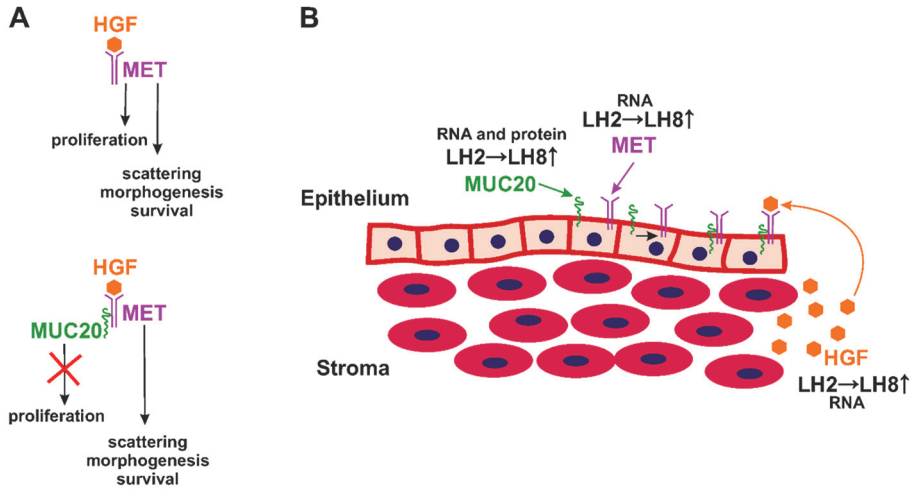 A
HGF
MET
proliferation
scattering
morphogenesis
survival
HGF
MET
MUC20
proliferation
scattering
morphogenesis
survival
B
RNA
LH2→LH8↑
MET
RNA and protein
LH2→LH8↑
MUC20
Epithelium
Stroma
HGF
LH2→LH8↑
RNA